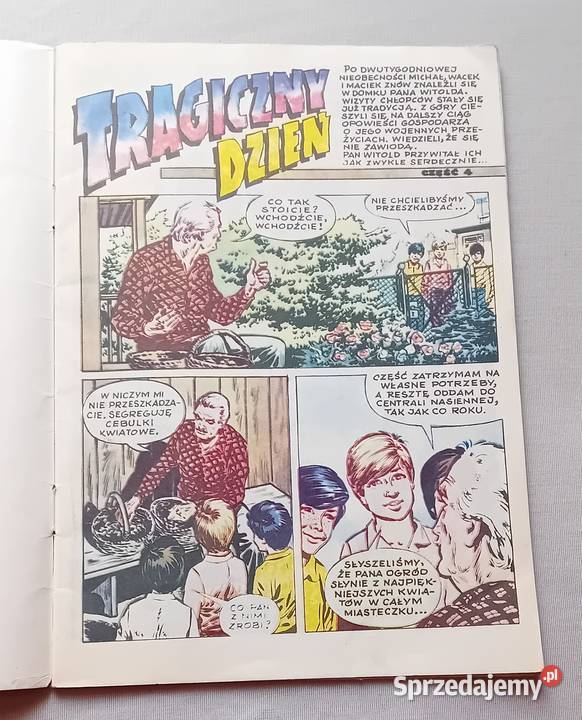 TRAGICZNY
DZIEŃ
PO DWUTYGODNIOWEJ
NIEOBECNOŚCI MICHAŁ, WACEK
I MACIEK ZNÓW ZNALEŹLI SIĘ
W DOMKU PANA WITOLDA.
WIZYTY CHŁOPCÓW STAŁY SIĘ
JUŻ TRADYCJĄ. Z GÓRY CIE-
SZYLI SIĘ, NA DALSZY CIĄG
OPOWIEŚCI GOSPODARZA
O JEGO WOJENNYCH PRZE-
ŻYCIACH. WIEDZIELI, ŻE SIĘ
NIE ZAWIODĄ.
PAN WITOLD PRZYWITAŁ ICH
JAK ZWYKLE SERDECZNIE...
CZĘŚĆ 4
CO TAK
STOICIE?
WCHODŹCIE,
WCHODŹCIE!
NIE CHCIELIBYŚMY
PRZESZKADZAĆ...
W NICZYM MI
NIE PRZESZKADZA-
CIE. SEGREGUJĘ
CEBULKI
KWIATOWE.
CO PAN
Z NIMI
ZROBI?
CZĘŚĆ ZATRZYMAM NA
WŁASNE POTRZEBY,
A RESZTĘ ODDAM DO
CENTRALI NASIENNEJ,
TAK JAK CO ROKU.
SŁYSZELIŚMY,
ŻE PANA OGRÓD
SŁYNIE Z NAJPIĘK-
NIEJSZYCH KWIA-
TÓW W CAŁYM
MIASTECZKU...
Sprzedajemy.pl